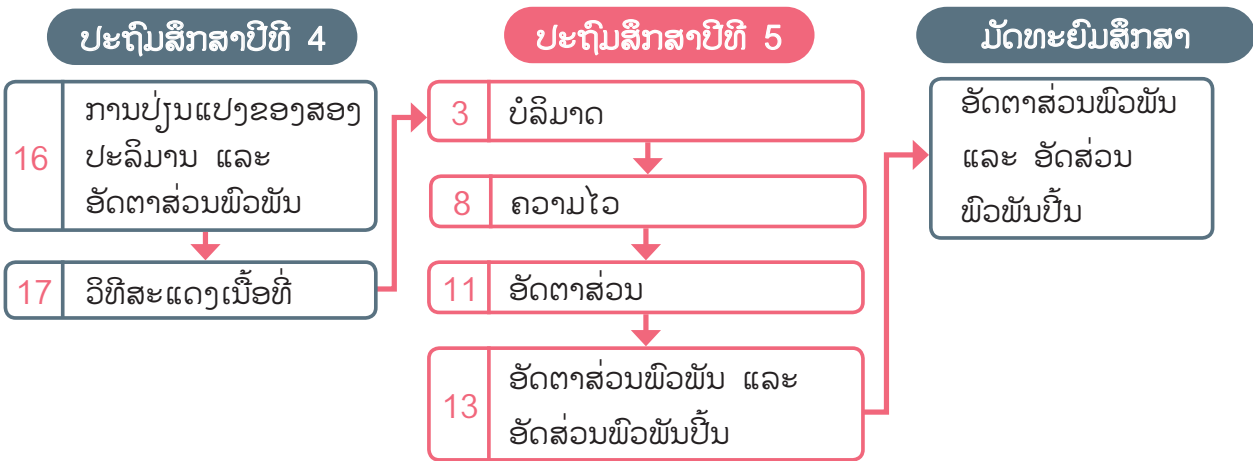 ປະຖົມສຶກສາປີທີ 4
16
ການປ່ຽນແປງຂອງສອງ
ປະລິມານ ແລະ
ອັດຕາສ່ວນພົວພັນ
17
ວິທີສະແດງເນື້ອທີ່
ປະຖົມສຶກສາປີທີ 5
3
ບໍລິມາດ
8
ຄວາມໄວ
11
ອັດຕາສ່ວນ
13
ອັດຕາສ່ວນພົວພັນ ແລະ
ອັດສ່ວນພົວພັນປິ້ນ
ມັດທະຍົມສຶກສາ
ອັດຕາສ່ວນພົວພັນ
ແລະ ອັດສ່ວນ
ພົວພັນປິ້ນ